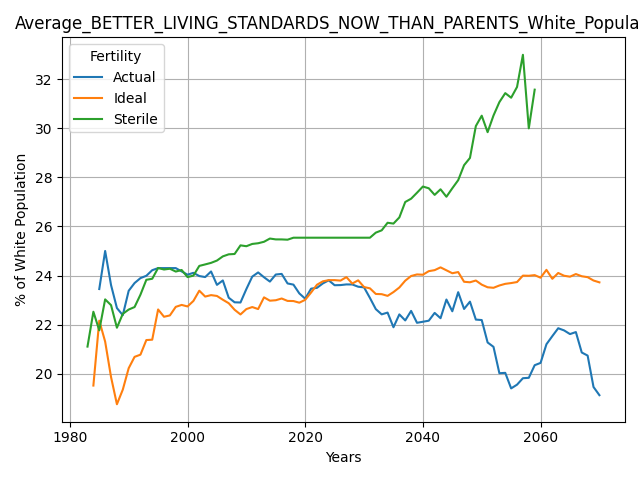 Average_BETTER_LIVING_STANDARDS_NOW_THAN_PARENTS_White_Popula
Fertility
Actual
Ideal
Sterile
% of White Population
32
30
28
26
24
22
20
1980
2000
2020
2040
2060
Years